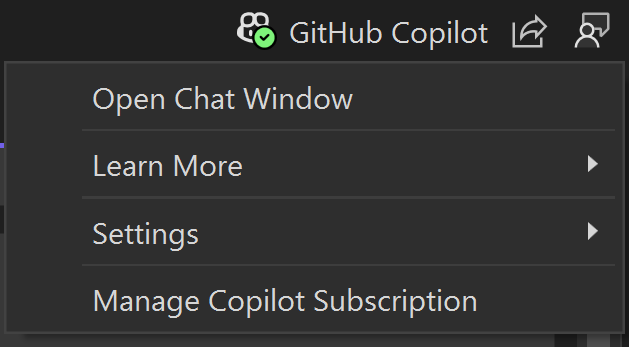 GitHub Copilot
Open Chat Window
Learn More
Settings
Manage Copilot Subscription